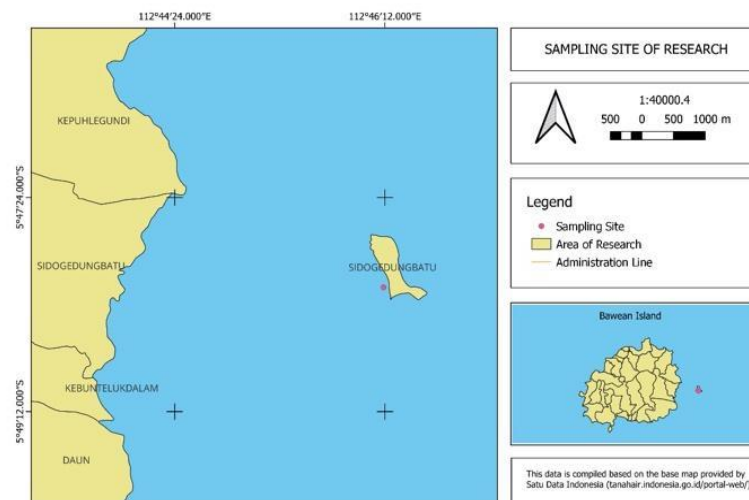 112°44'24.000"E
112°46'12.000"E
SAMPLING SITE OF RESEARCH
1:40000.4
500 0 500 1000 m
KEPUHLEGUNDI
5°47'24.000"S
Legend
Sampling Site
Area of Research
Administration Line
SIDOGEDUNGBATU
SIDOGEDUNGBATU
Bawean Island
KEBUNTELUKDALAM
5°49'12.000"S
DAUN
This data is compiled based on the base map provided by
Satu Data Indonesia (tanahair.indonesia.go.id/portal-web/)